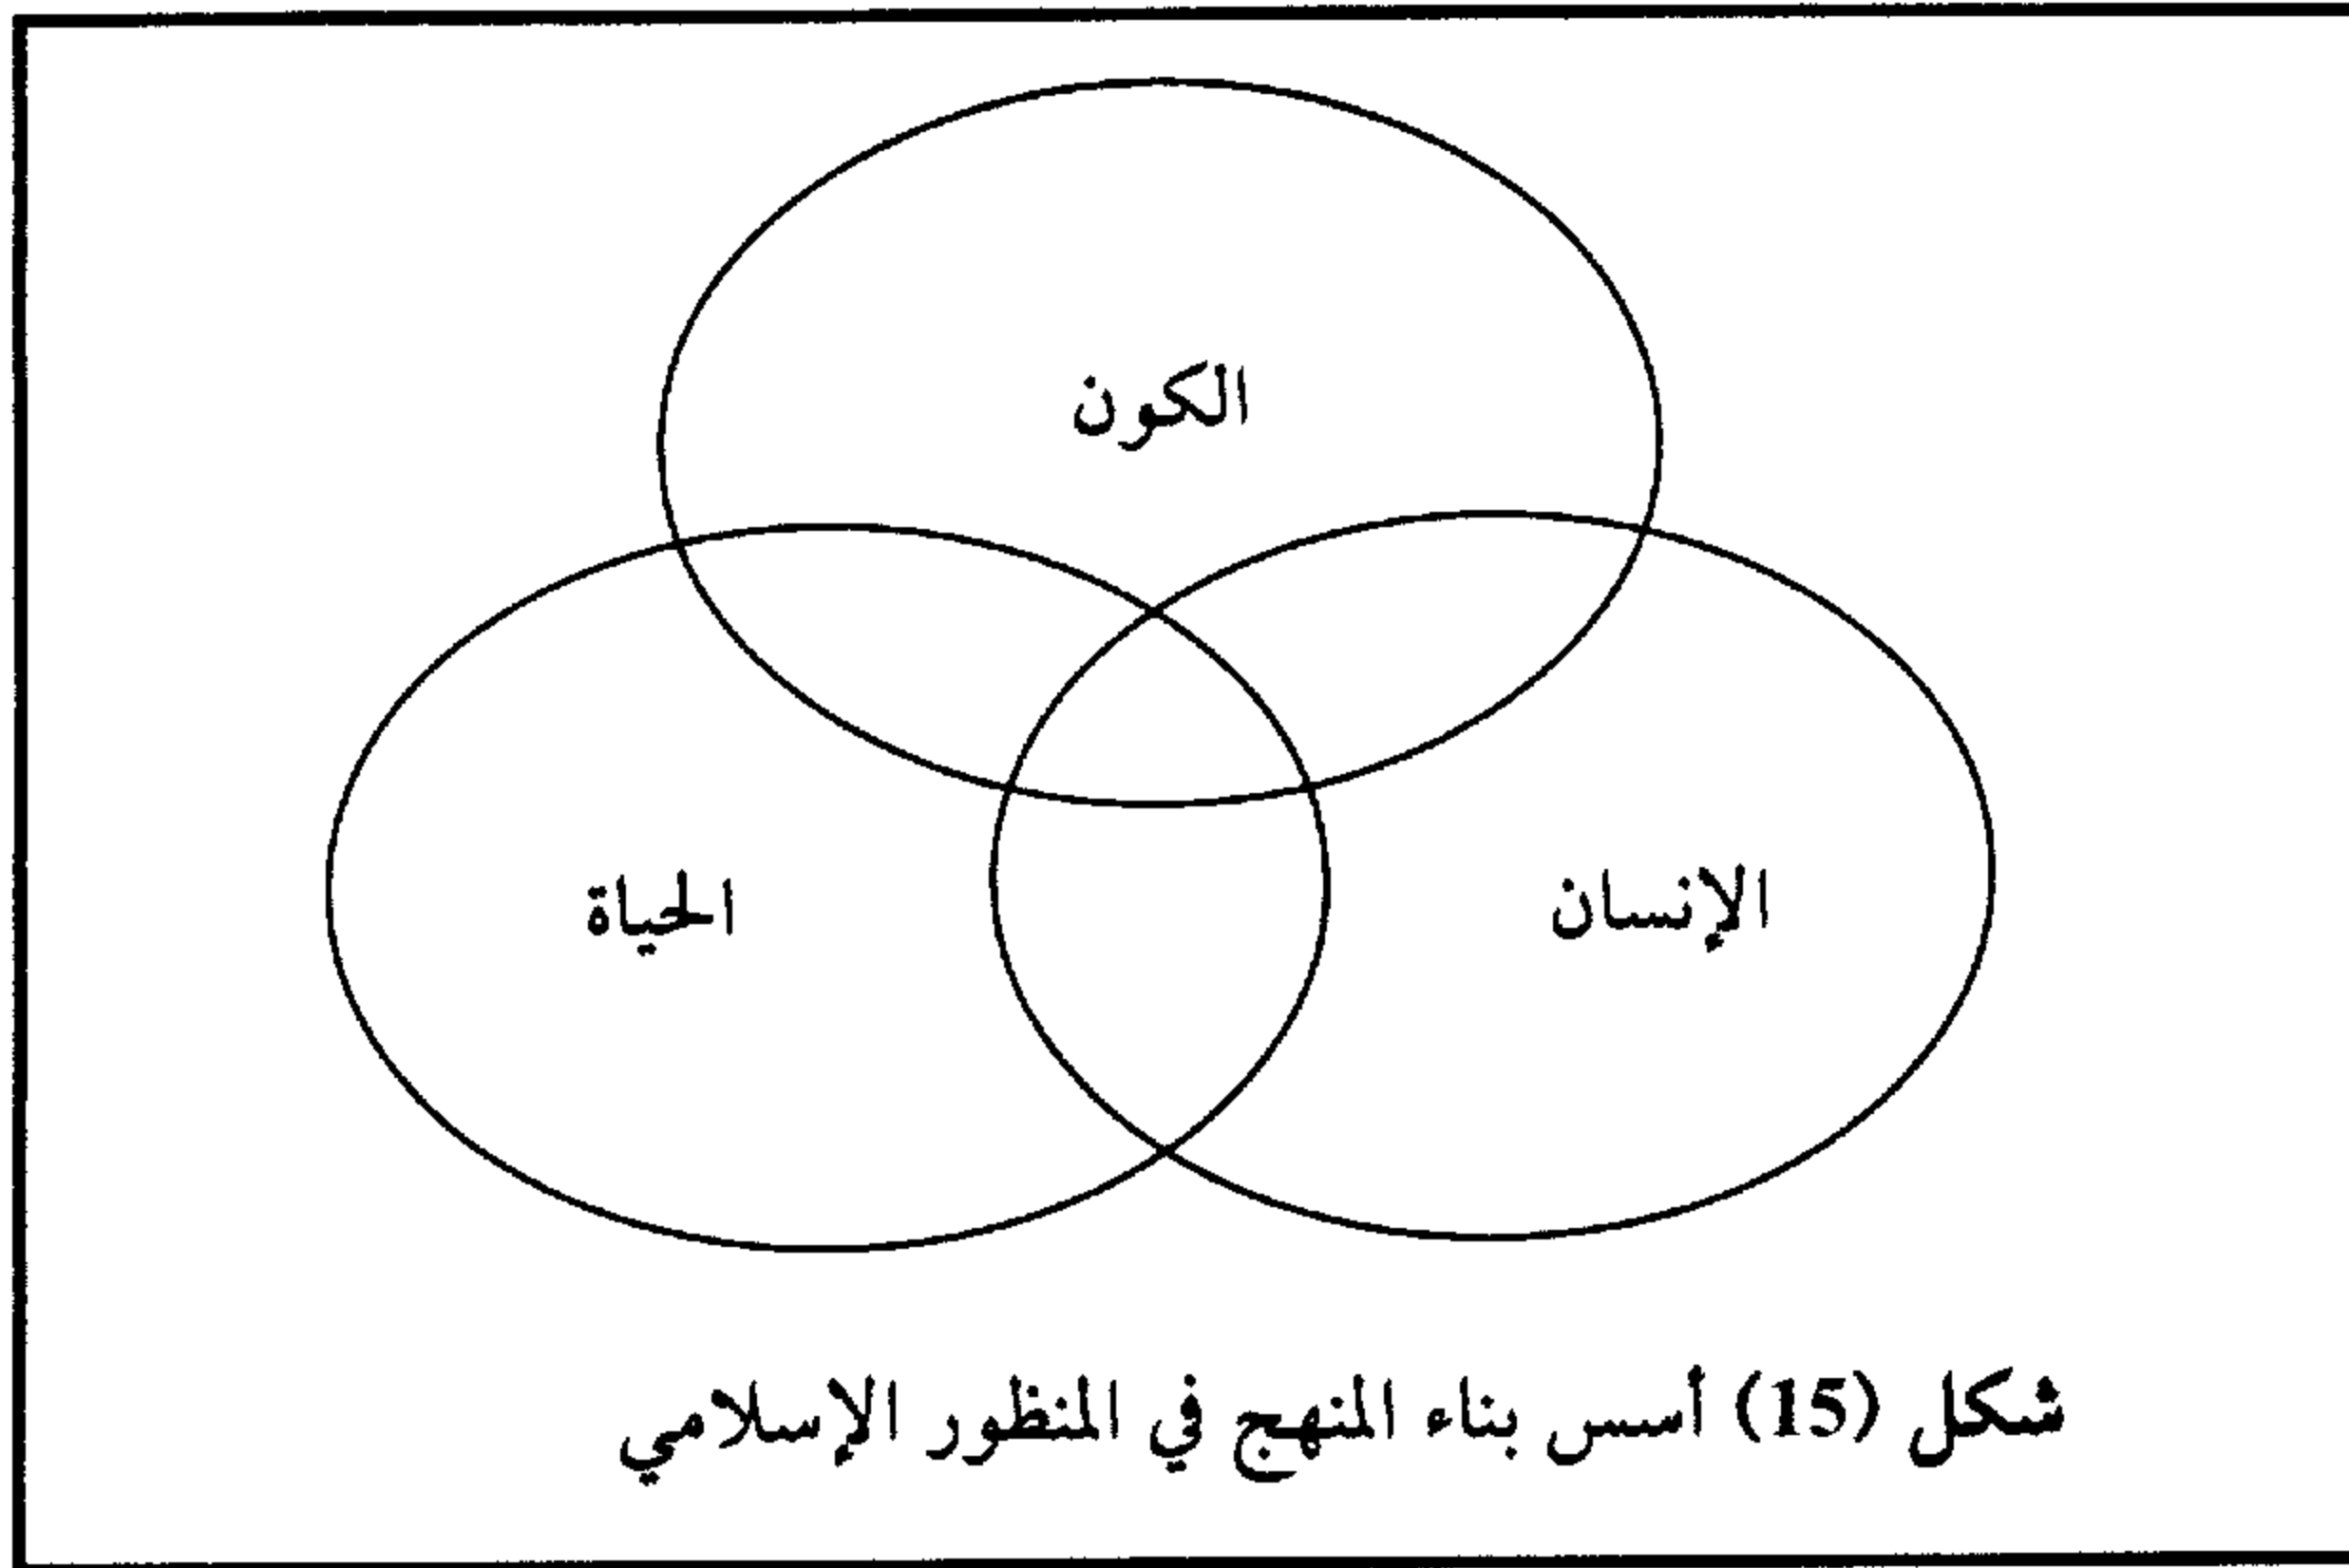 الكون
الإنسان
الحياة
شكل (15) أسس بناء المنهج في المنظور الإسلامي